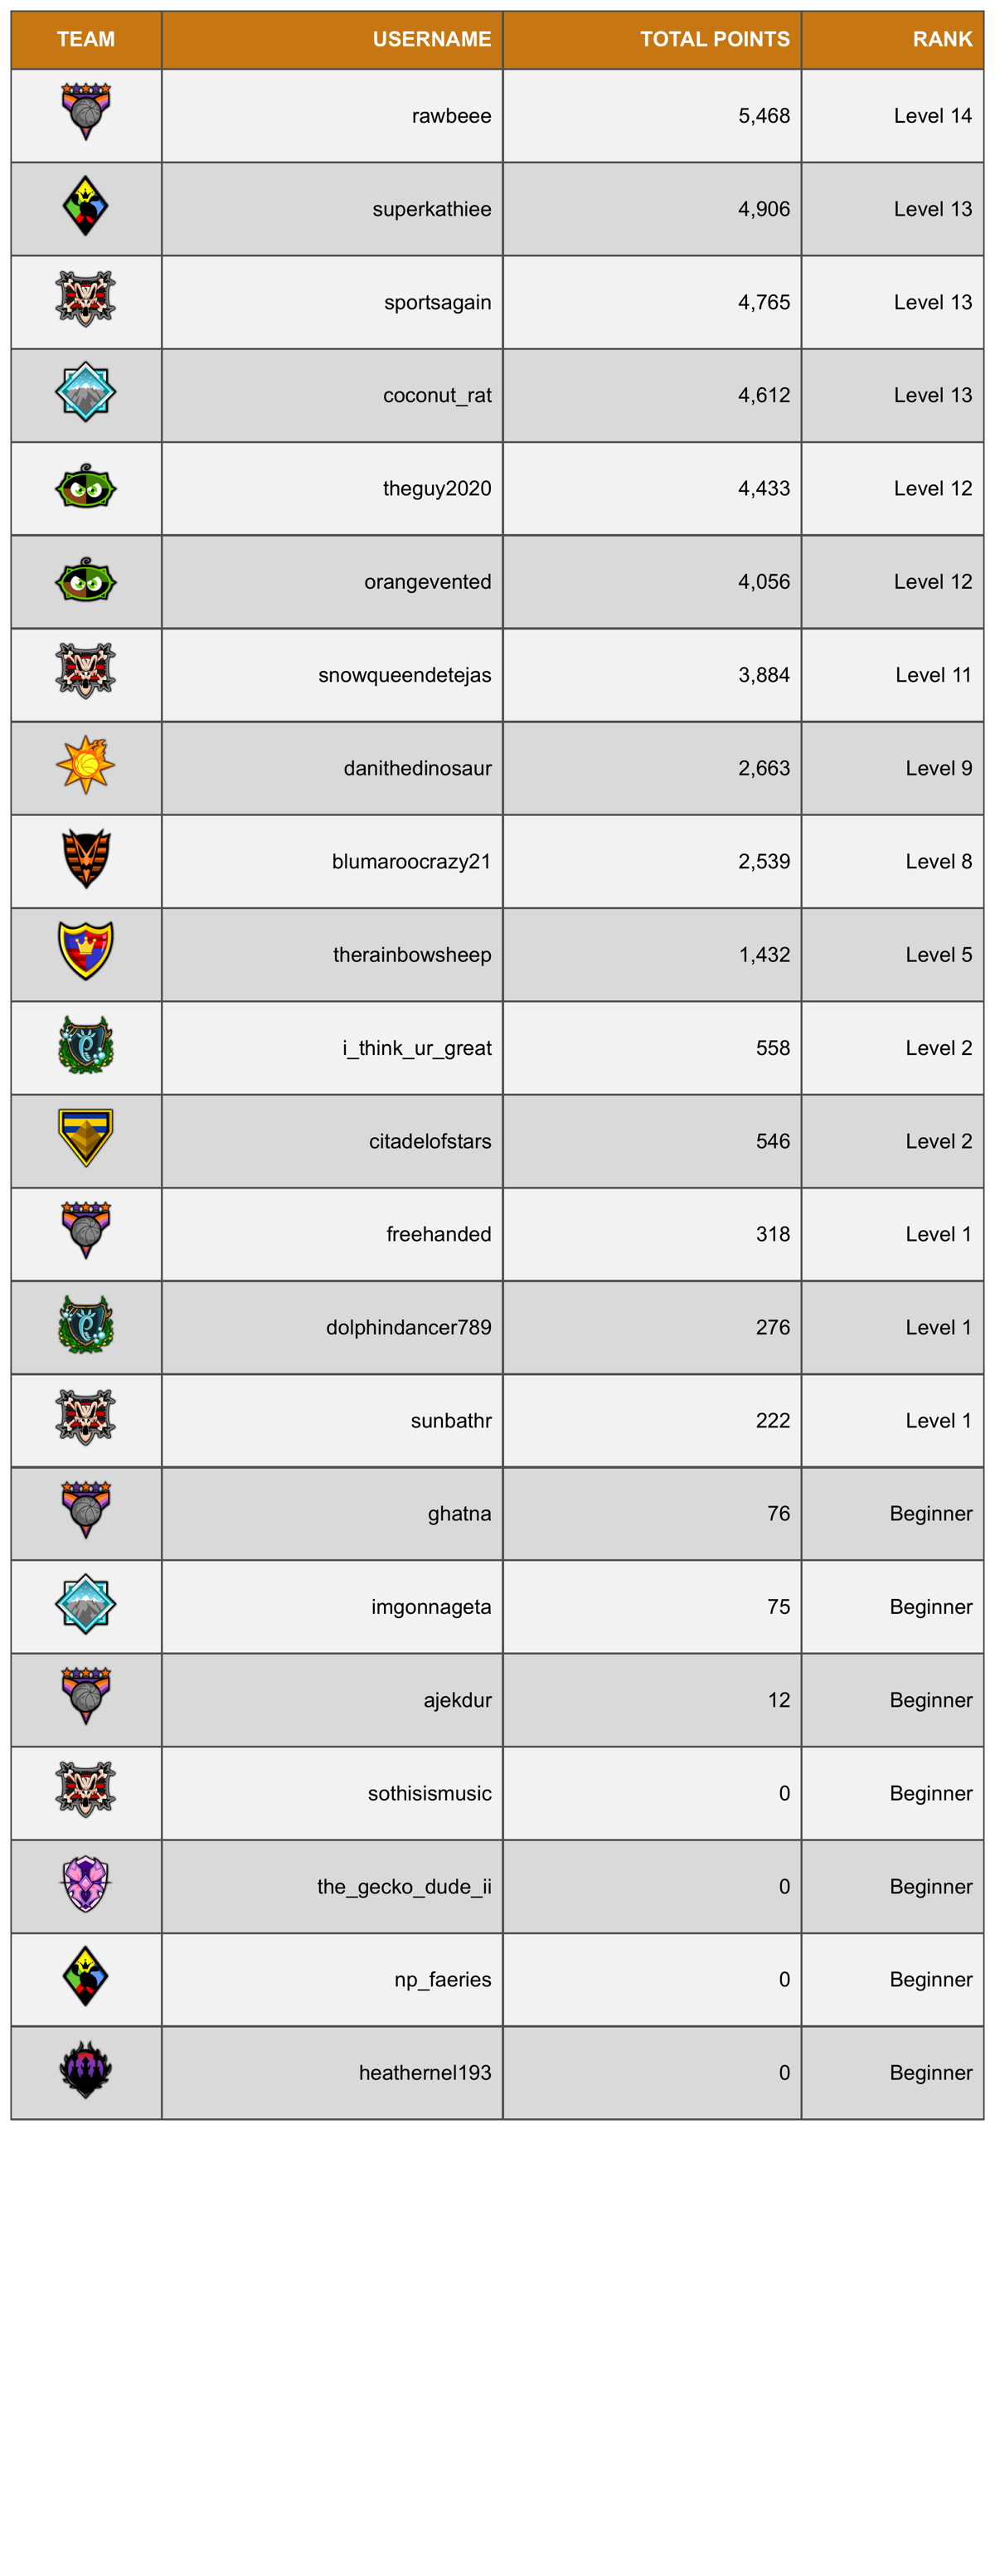 TEAM USERNAME TOTAL POINTS RANK
rawbeee 5,468 Level 14
superkathiee 4,906 Level 13
sportsagain 4,765 Level 13
coconut_rat 4,612 Level 13
theguy2020 4,433 Level 12
orangevented 4,056 Level 12
snowqueendetejas 3,884 Level 11
danithedinosaur 2,663 Level 9
blumaroocrazy21 2,539 Level 8
therainbowsheep 1,432 Level 5
i_think_ur_great 558 Level 2
citadelofstars 546 Level 2
freehanded 318 Level 1
dolphindancer789 276 Level 1
sunbathr 222 Level 1
ghatna 76 Beginner
imgonnageta 75 Beginner
ajekdur 12 Beginner
sothisismusic 0 Beginner
the_gecko_dude_ii 0 Beginner
np_faeries 0 Beginner
heathernel193 0 Beginner